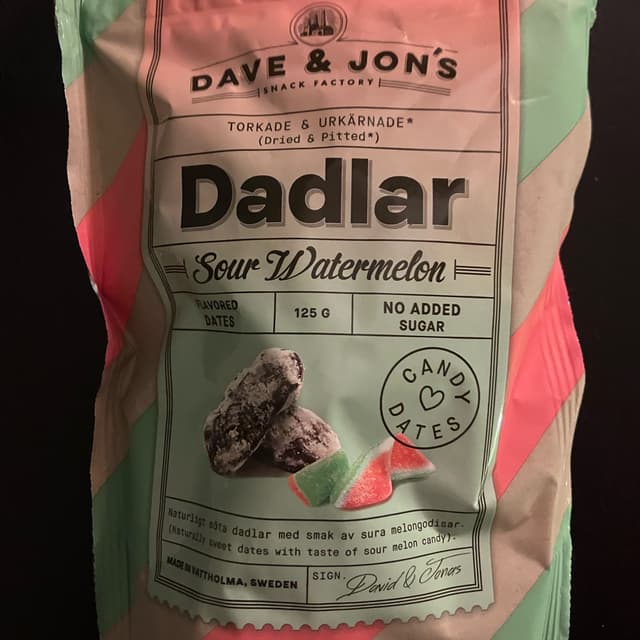 DAVE & JON'S
SNACK FACTORY
TORKADE & URKÄRNADE*
(Dried & Pitted*)
Dadlar
Sour Watermelon
FLAVORED
DATES
125 G
NO ADDED
SUGAR
CANDY
DATES
Naturligt söta dadlar med smak av sura melongodisar.
(Naturally sweet dates with taste of sour melon candy).
MADE IN VATTHOLMA, SWEDEN
SIGN.
David & Jonas